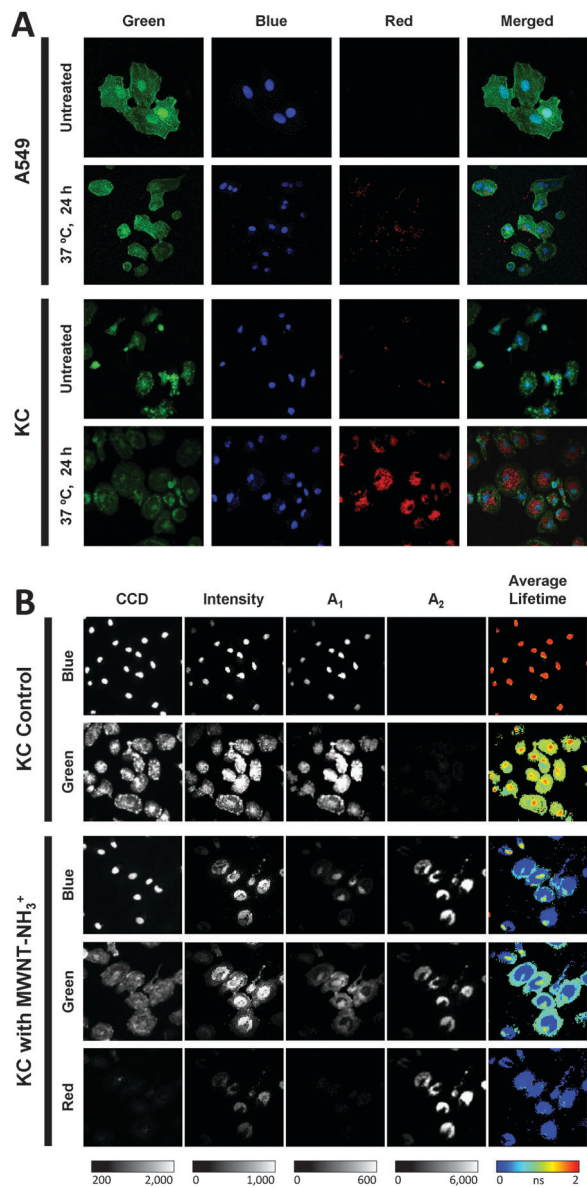 A
Green Blue Red Merged
A549
Untreated
37 ºC, 24 h
KC
Untreated
37 ºC, 24 h
B
CCD Intensity A₁ A₂ Average
Lifetime
KC Control
Blue
Green
KC with MWNT-NH₃⁺
Blue
Green
Red
200 2,000 0 1,000 0 600 0 6,000 0 ns 2